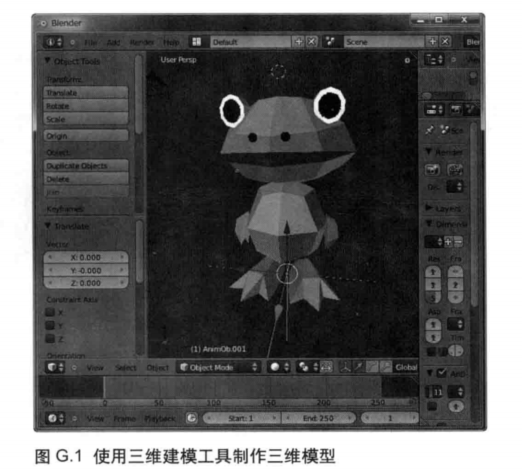 Blender
File Add Render Help Default Scene Ble
Object Tools
User Persp
Transform:
Translate
Rotate
Scale
Origin
Object:
Duplicate Objects
Delete
Join
Keyframes:
Translate
Vector
X: 0.000
Y: -0.000
Z: 0.000
Constraint Axis
X
Y
Z
Orientation
Render
Layers
(1) AnimOb.001
View Select Object Object Mode Global
-50 0 50 100 150 200 250
View Frame Playback Start: 1 End: 250 1
图 G.1 使用三维建模工具制作三维模型